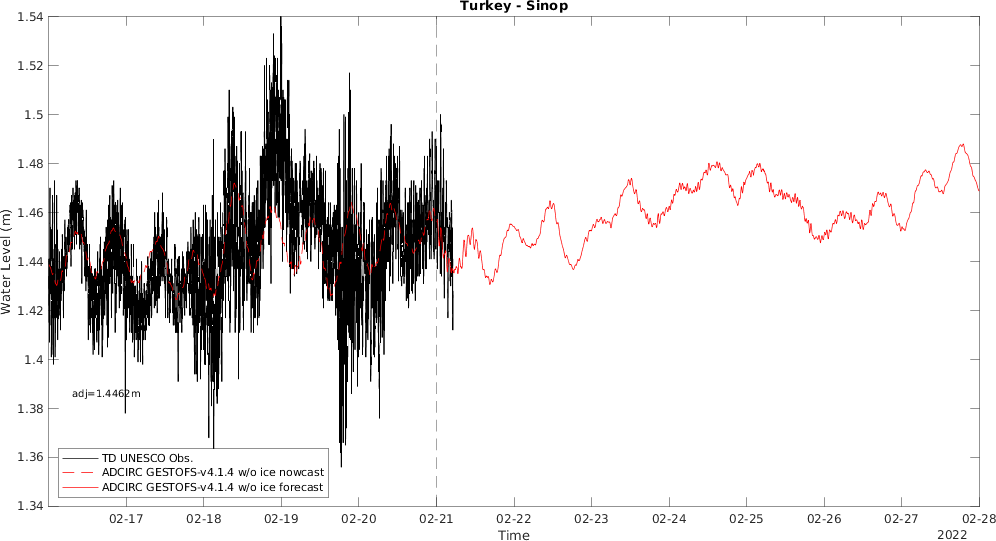 Turkey - Sinop
1.54
1.52
1.5
1.48
1.46
1.44
1.42
1.4
1.38
1.36
1.34
Water Level (m)
adj=1.4462m
TD UNESCO Obs.
ADCIRC GESTOFS-v4.1.4 w/o ice nowcast
ADCIRC GESTOFS-v4.1.4 w/o ice forecast
02-17 02-18 02-19 02-20 02-21 02-22 02-23 02-24 02-25 02-26 02-27 02-28
Time
2022